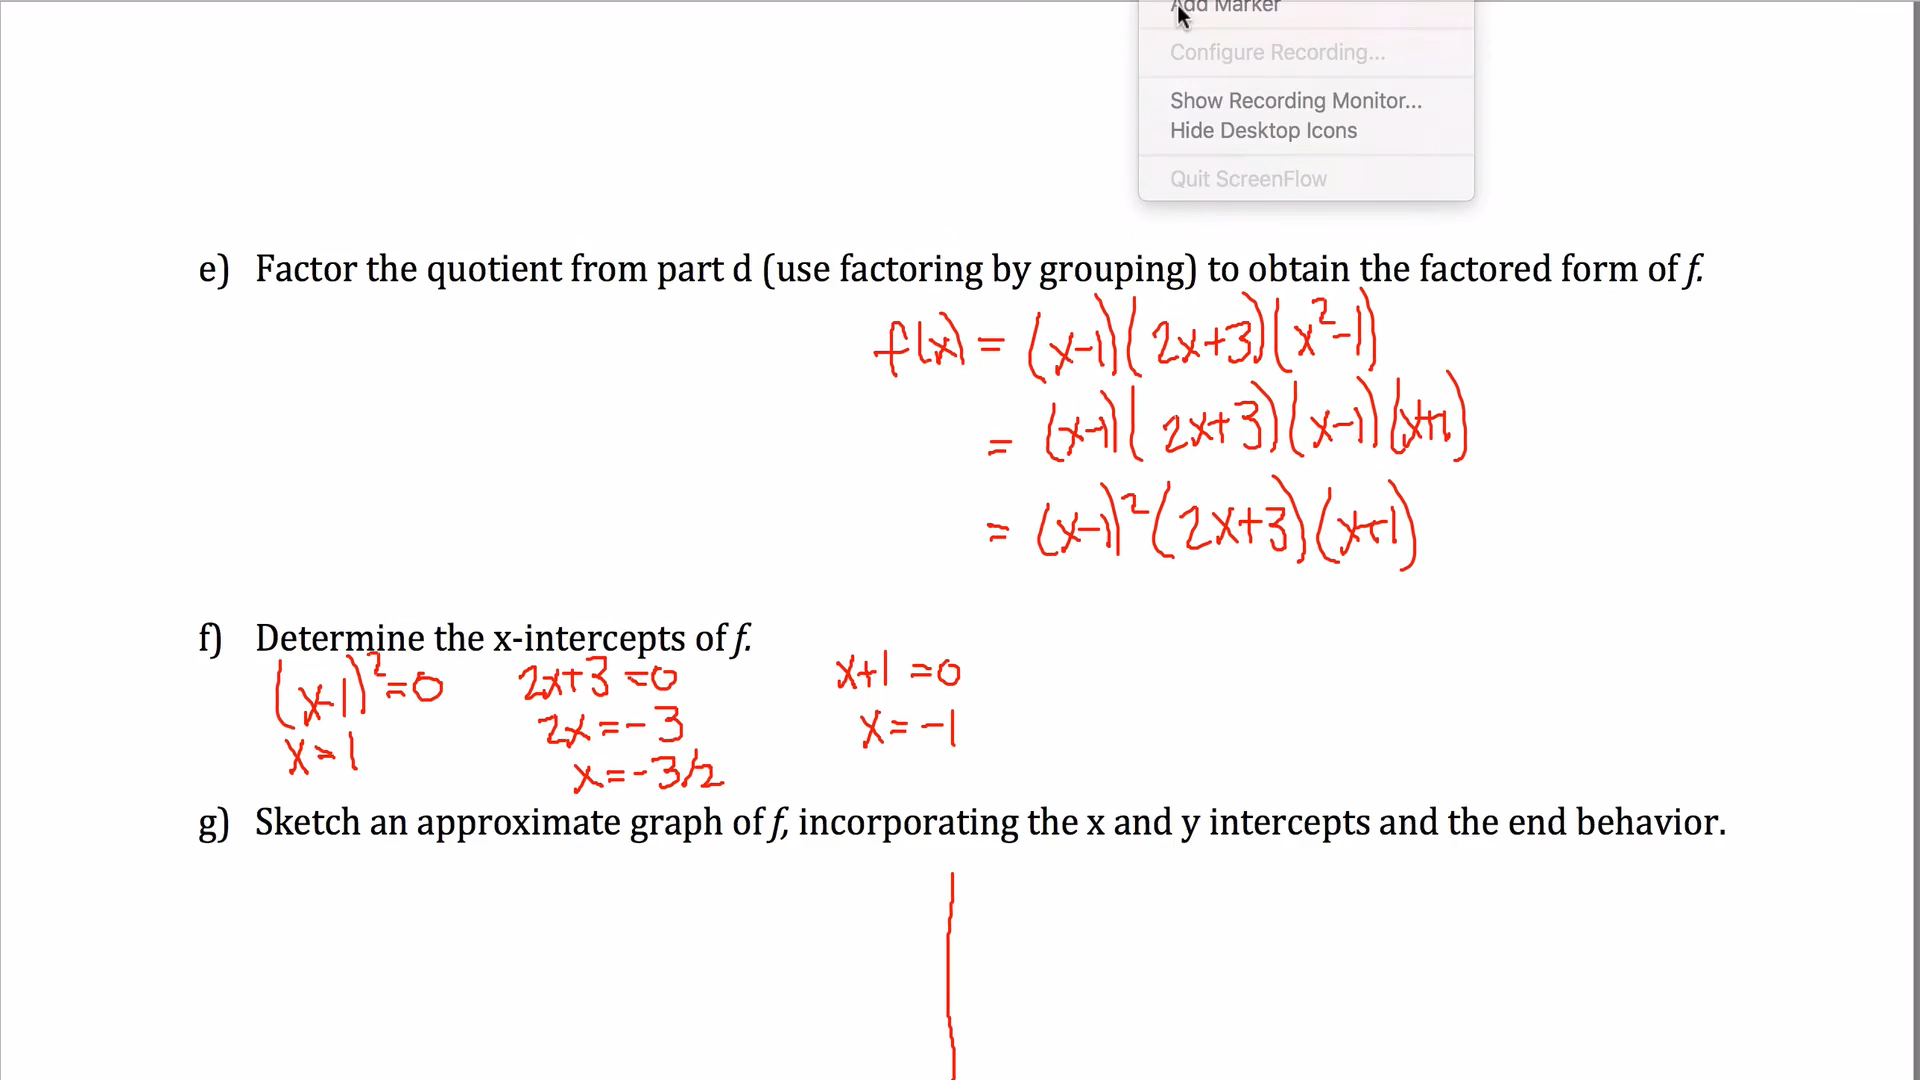 Add Marker
Configure Recording...
Show Recording Monitor...
Hide Desktop Icons
Quit ScreenFlow
e) Factor the quotient from part d (use factoring by grouping) to obtain the factored form of f.
f(x) = (x-1)(2x+3)(x²-1)
= (x-1)(2x+3)(x-1)(x+1)
= (x-1)²(2x+3)(x+1)
f) Determine the x-intercepts of f.
(x-1)²=0 2x+3=0 x+1=0
x=1 2x=-3 x=-1
x=-3/2
g) Sketch an approximate graph of f, incorporating the x and y intercepts and the end behavior.